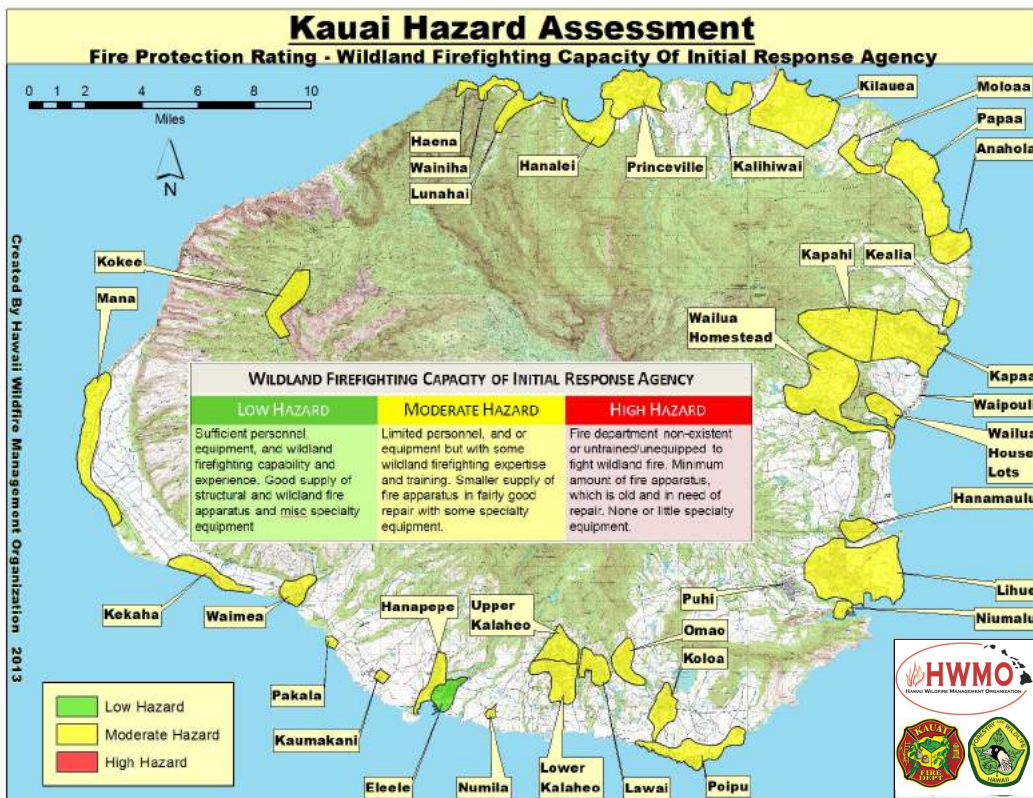 Kauai Hazard Assessment
Fire Protection Rating - Wildland Firefighting Capacity Of Initial Response Agency
0 1 2 4 6 8 10
Miles
N
Haena
Wainiha
Lunahai
Hanalei
Princeville
Kalihiwai
Kilauea
Moloaa
Papaa
Anahola
Kapahi
Kealia
Kokee
Mana
Wailua
Homestead
Kapaa
Waipouli
Wailua
House
Lots
Hanamaulu
WILDLAND FIREFIGHTING CAPACITY OF INITIAL RESPONSE AGENCY
LOW HAZARD
Sufficient personnel,
equipment, and wildland
firefighting capability and
experience. Good supply of
structural and wildland fire
apparatus and misc specialty
equipment
MODERATE HAZARD
Limited personnel, and or
equipment but with some
wildland firefighting expertise
and training. Smaller supply of
fire apparatus in fairly good
repair with some specialty
equipment.
HIGH HAZARD
Fire department non-existent
or untrained/unequipped to
fight wildland fire. Minimum
amount of fire apparatus,
which is old and in need of
repair. None or little specialty
equipment.
Created By Hawaii Wildfire Management Organization 2013
Kekaha
Waimea
Hanapepe
Upper
Kalaheo
Puhi
Omao
Koloa
Lihue
Niumalu
Pakala
Kaumakani
Eleele
Numila
Lower
Kalaheo
Lawai
Poipu
Low Hazard
Moderate Hazard
High Hazard
HWMO
HAWAII WILDFIRE MANAGEMENT ORGANIZATION
KAUAI
FIRE
DEPT
FORESTRY AND WILDLIFE
HAWAII